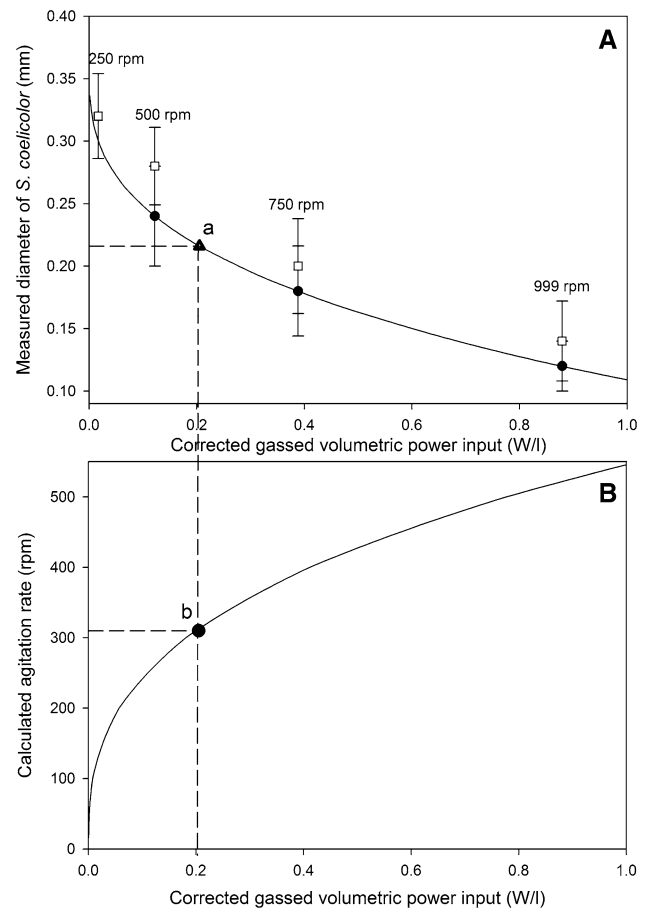 0.40
A
250 rpm
0.35
500 rpm
0.30
750 rpm
0.25
a
0.20
999 rpm
0.15
0.10
Measured diameter of S. coelicolor (mm)
0.0 0.2 0.4 0.6 0.8 1.0
Corrected gassed volumetric power input (W/l)
B
500
400
b
300
200
100
0
Calculated agitation rate (rpm)
0.0 0.2 0.4 0.6 0.8 1.0
Corrected gassed volumetric power input (W/l)